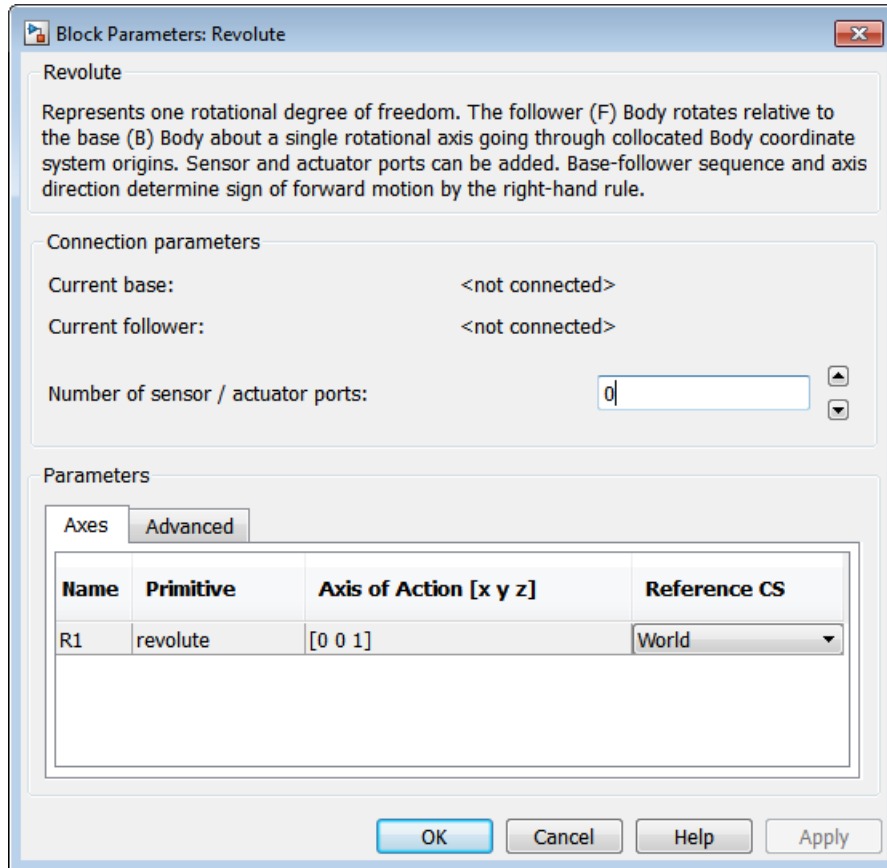 Block Parameters: Revolute
Revolute
Represents one rotational degree of freedom. The follower (F) Body rotates relative to
the base (B) Body about a single rotational axis going through collocated Body coordinate
system origins. Sensor and actuator ports can be added. Base-follower sequence and axis
direction determine sign of forward motion by the right-hand rule.
Connection parameters
Current base: <not connected>
Current follower: <not connected>
Number of sensor / actuator ports: 0
Parameters
Axes Advanced
Name Primitive Axis of Action [x y z] Reference CS
R1 revolute [0 0 1] World
OK Cancel Help Apply